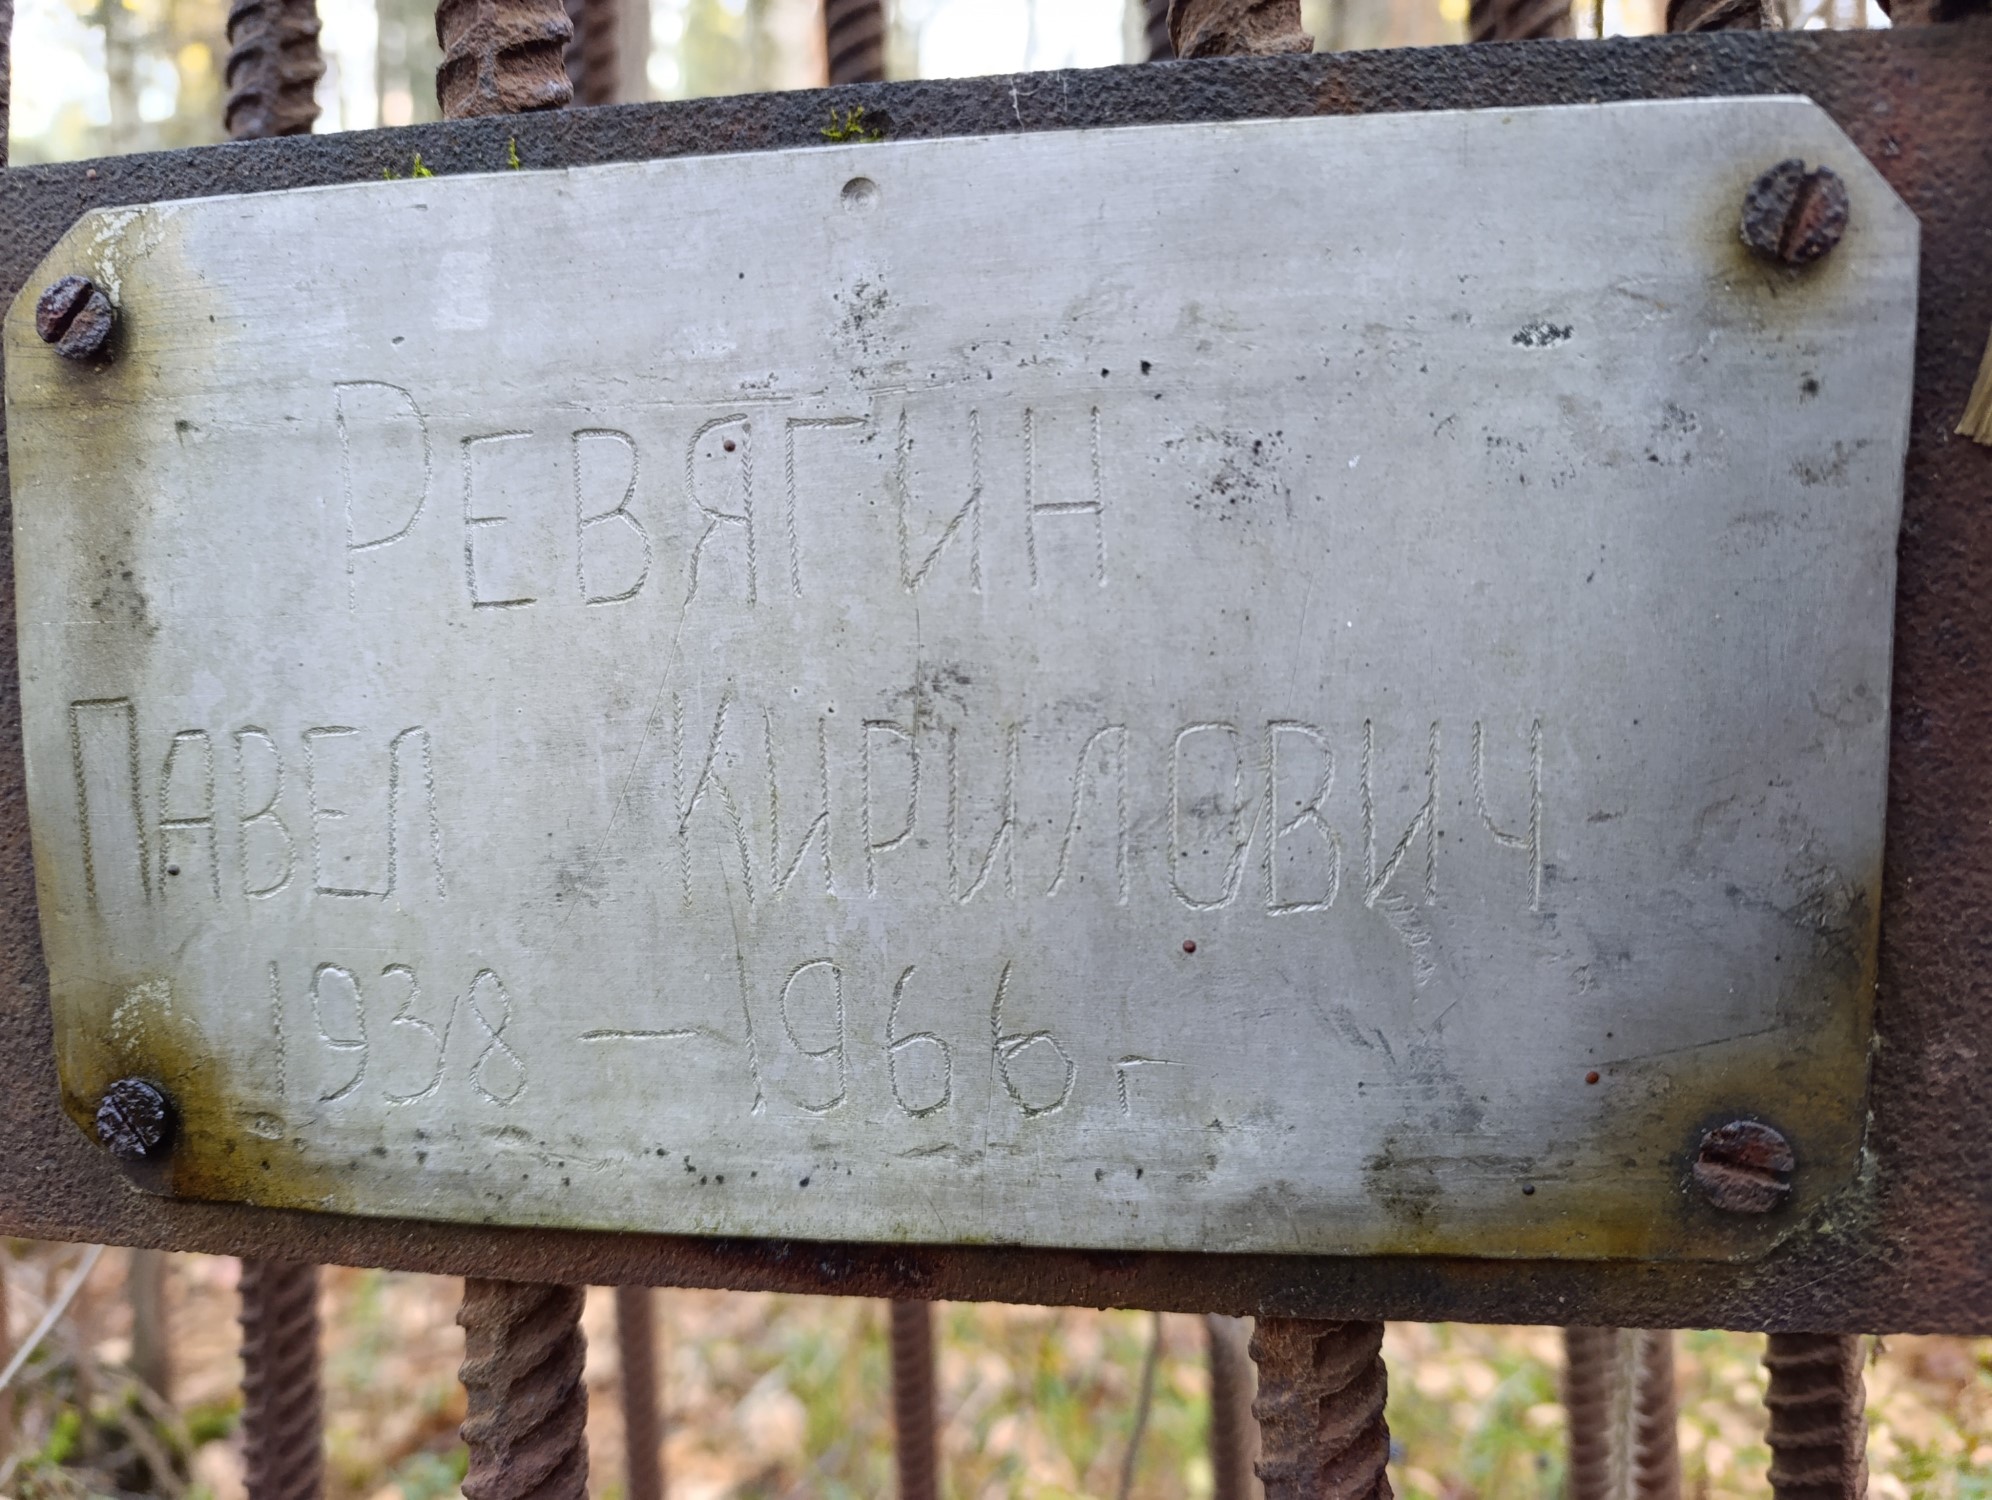 Ревягин
Павел Кирилович
1938 — 1966 г